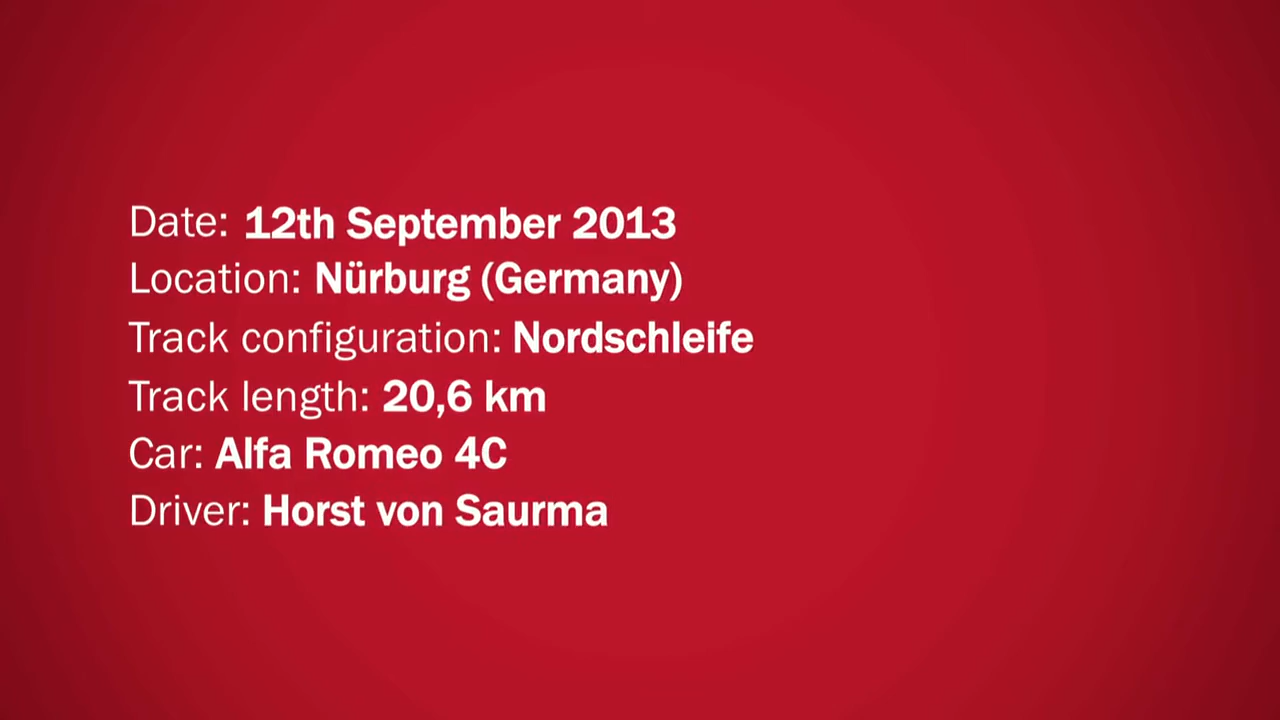 Date: 12th September 2013
Location: Nürburg (Germany)
Track configuration: Nordschleife
Track length: 20,6 km
Car: Alfa Romeo 4C
Driver: Horst von Saurma